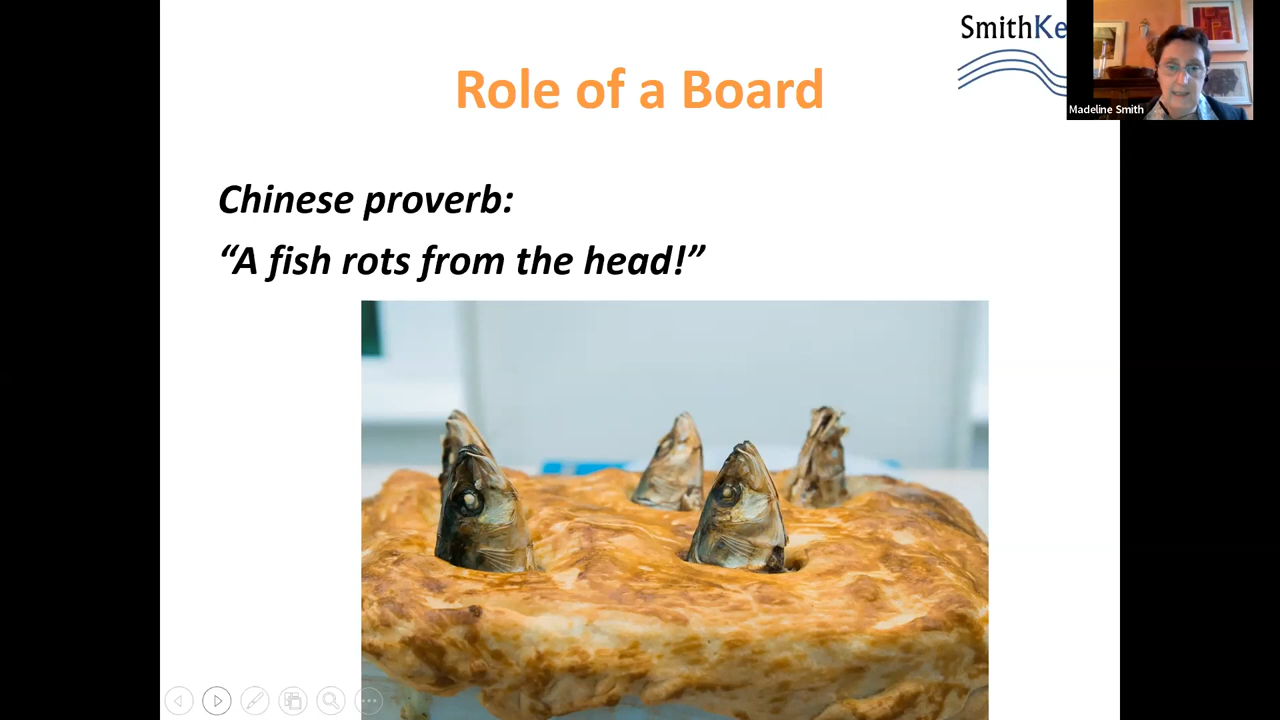 SmithKe
Role of a Board
Madeline Smith
Chinese proverb:
“A fish rots from the head!”